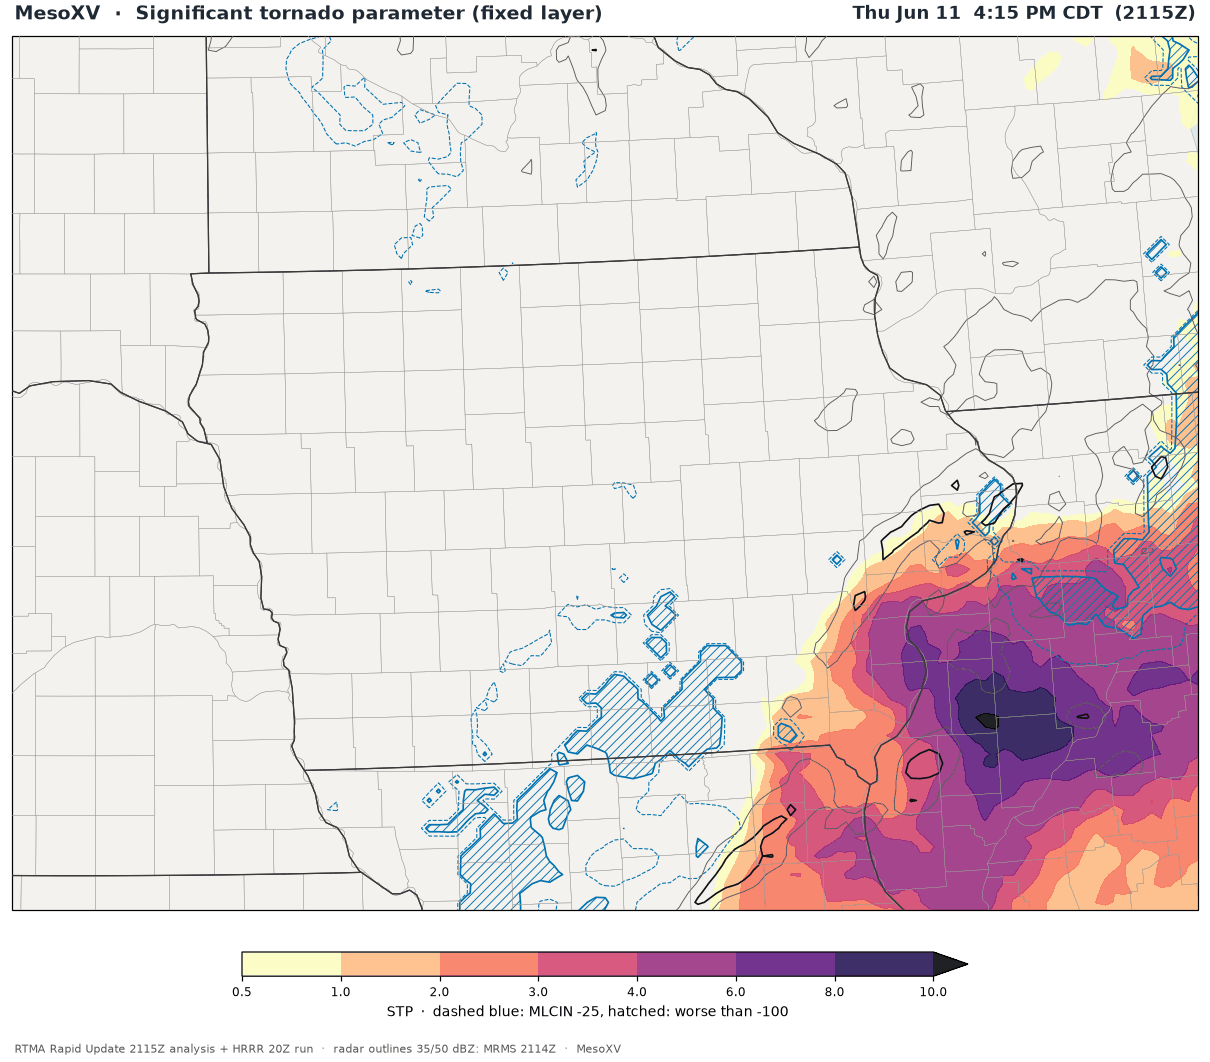 MesoXV · Significant tornado parameter (fixed layer)
Thu Jun 11 4:15 PM CDT (2115Z)
0.5 1.0 2.0 3.0 4.0 6.0 8.0 10.0
STP · dashed blue: MLCIN -25, hatched: worse than -100
RTMA Rapid Update 2115Z analysis + HRRR 20Z run · radar outlines 35/50 dBZ: MRMS 2114Z · MesoXV